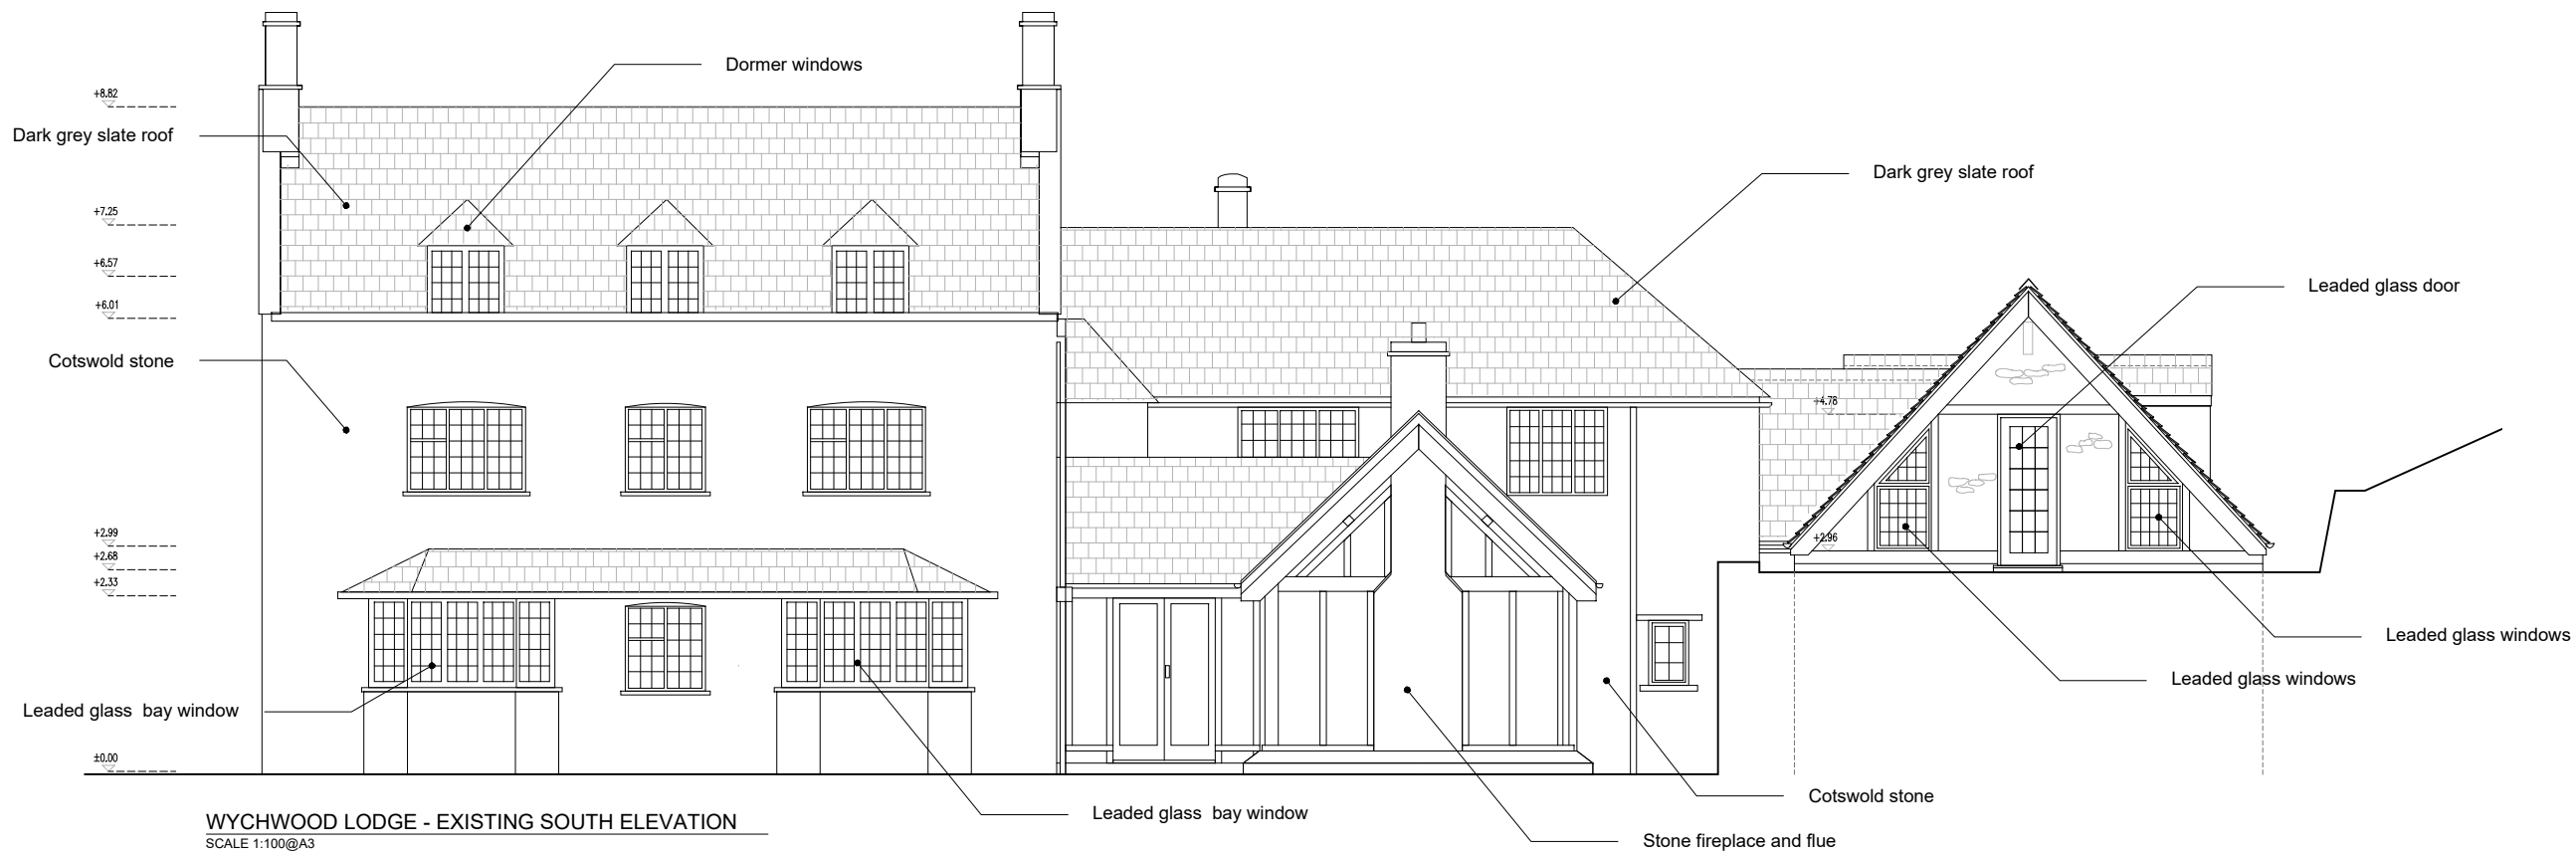 Dormer windows
+8.82
Dark grey slate roof
Dark grey slate roof
+7.25
+6.57
Leaded glass door
+6.01
Cotswold stone
+4.78
+2.99
+2.96
+2.68
+2.33
Leaded glass windows
Leaded glass windows
Leaded glass bay window
±0.00
Cotswold stone
Leaded glass bay window
WYCHWOOD LODGE - EXISTING SOUTH ELEVATION
Stone fireplace and flue
SCALE 1:100@A3